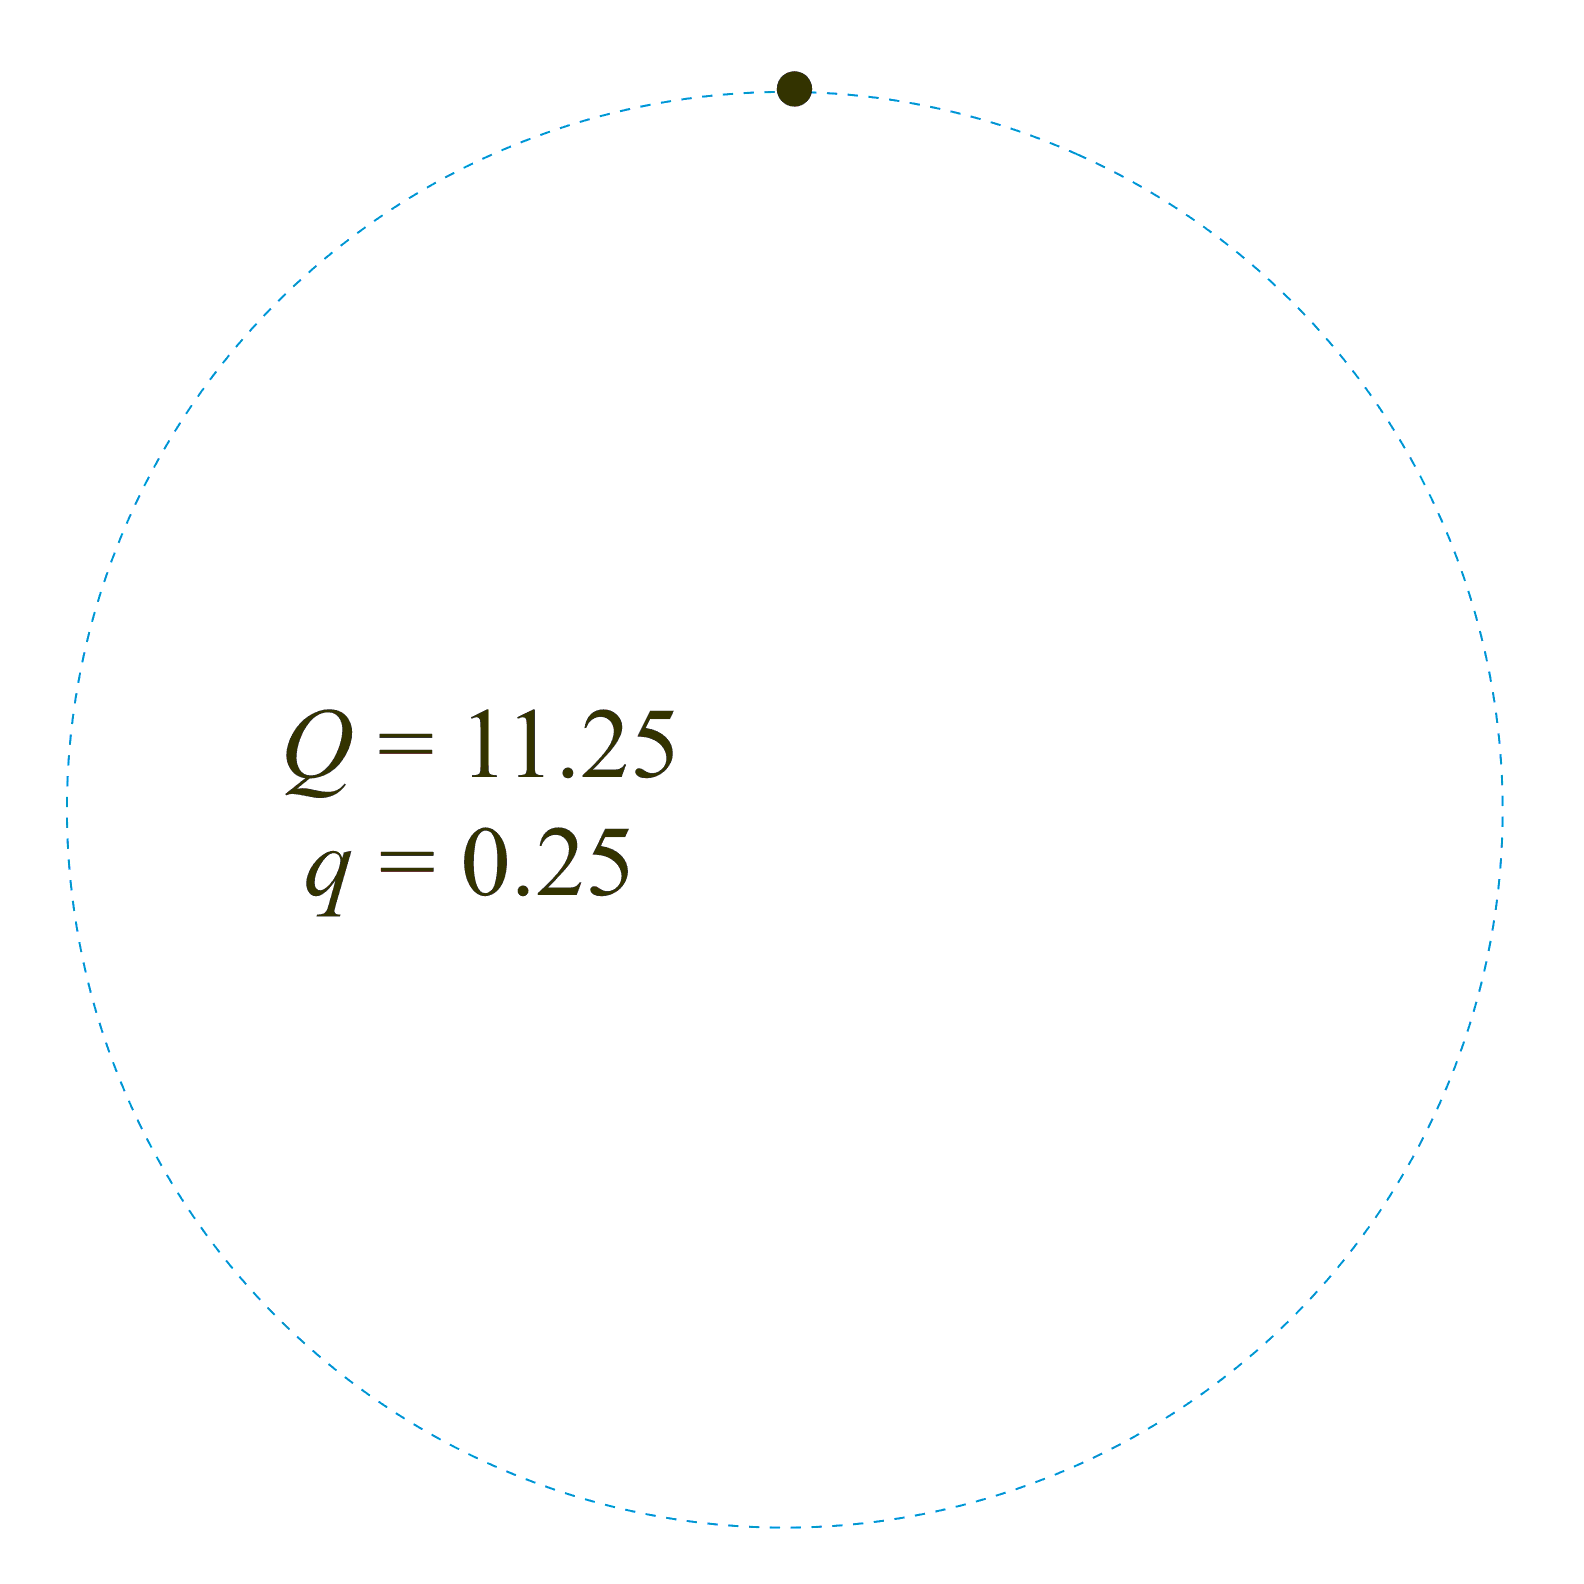 Q = 11.25
q = 0.25